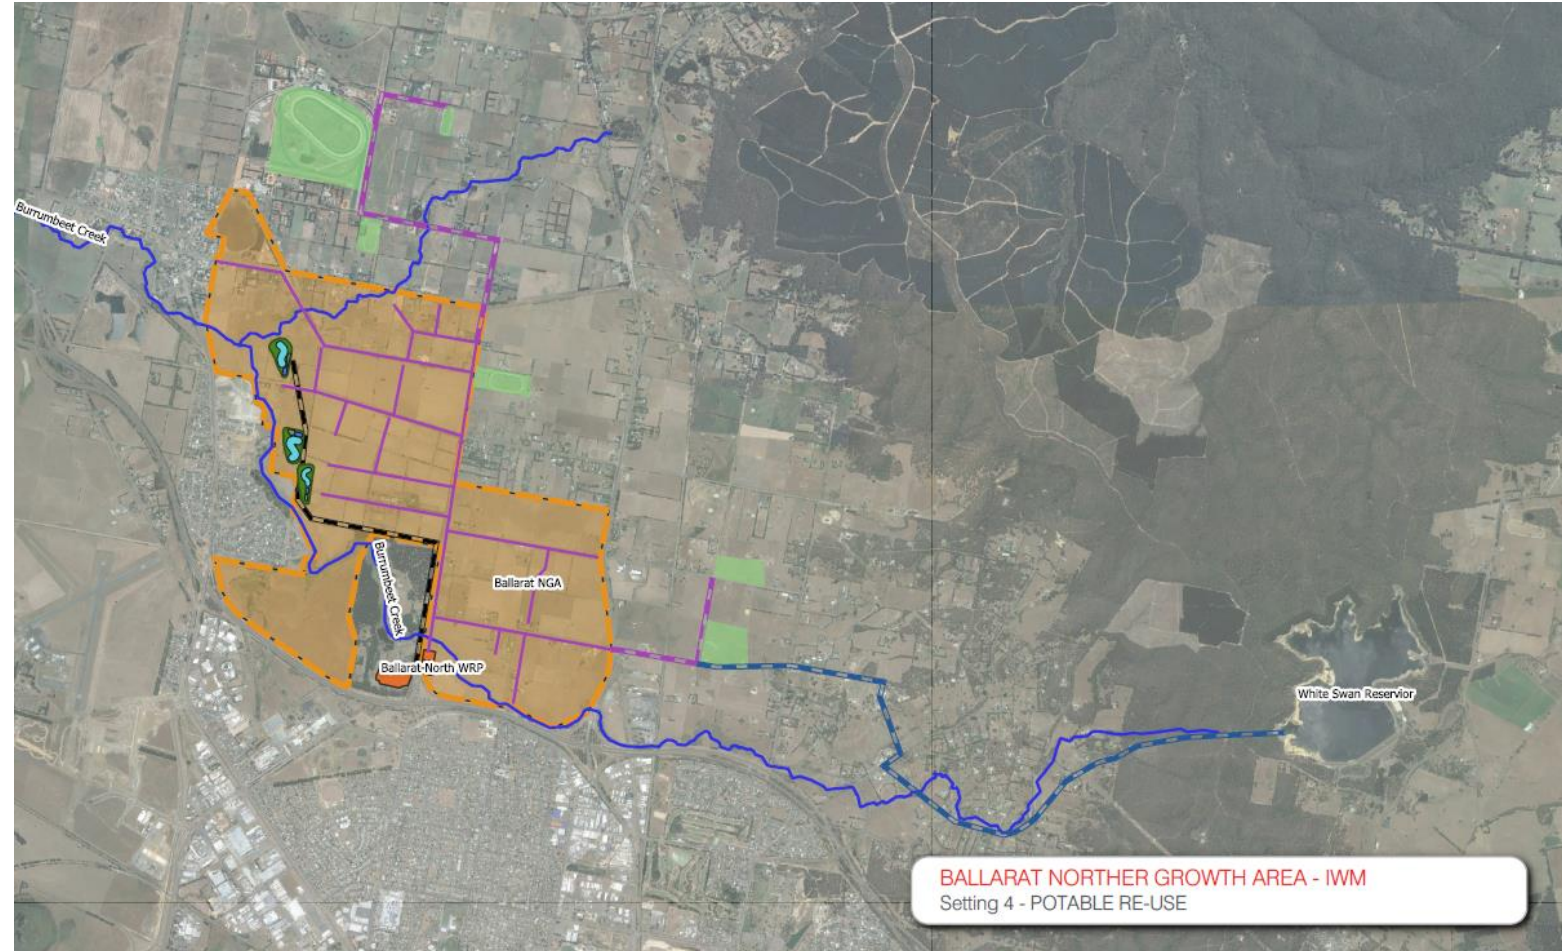 Burrumbeet Creek
Ballarat NGA
Burrumbeet Creek
Ballarat-North WRP
White Swan Reservior
BALLARAT NORTHER GROWTH AREA - IWM
Setting 4 - POTABLE RE-USE